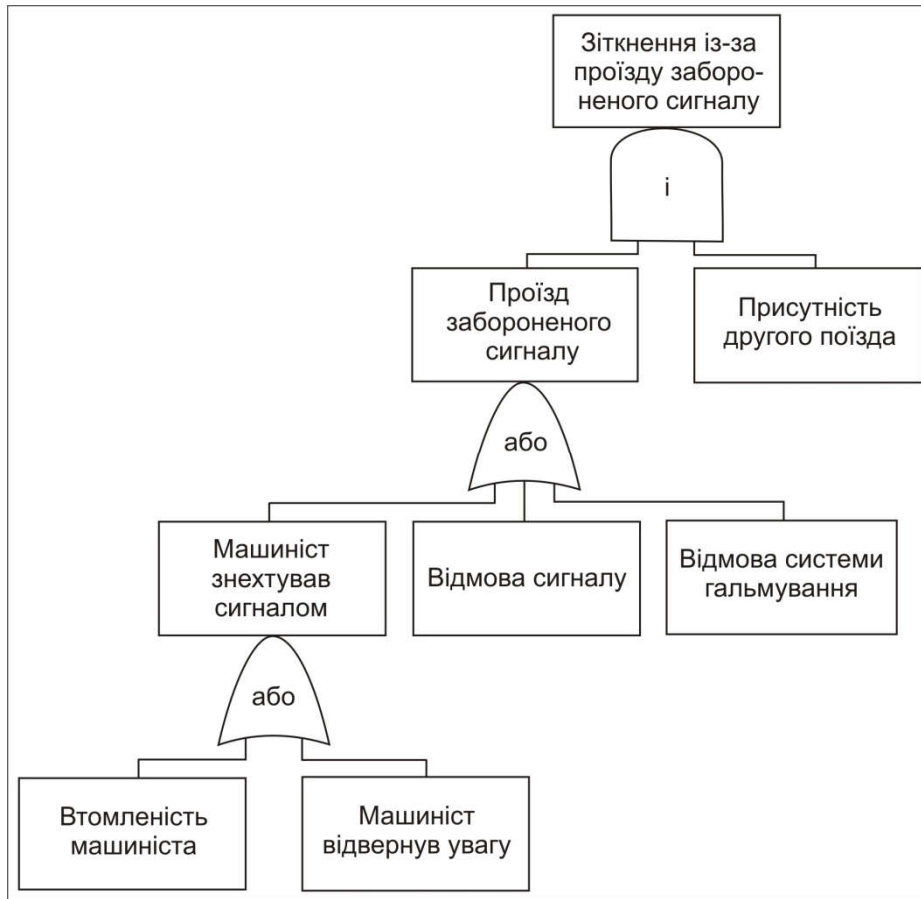 Зіткнення із-за
проїзду заборо-
неного сигналу
і
Проїзд
забороненого
сигналу
Присутність
другого поїзда
або
Машиніст
знехтував
сигналом
Відмова сигналу
Відмова системи
гальмування
або
Втомленість
машиніста
Машиніст
відвернув увагу